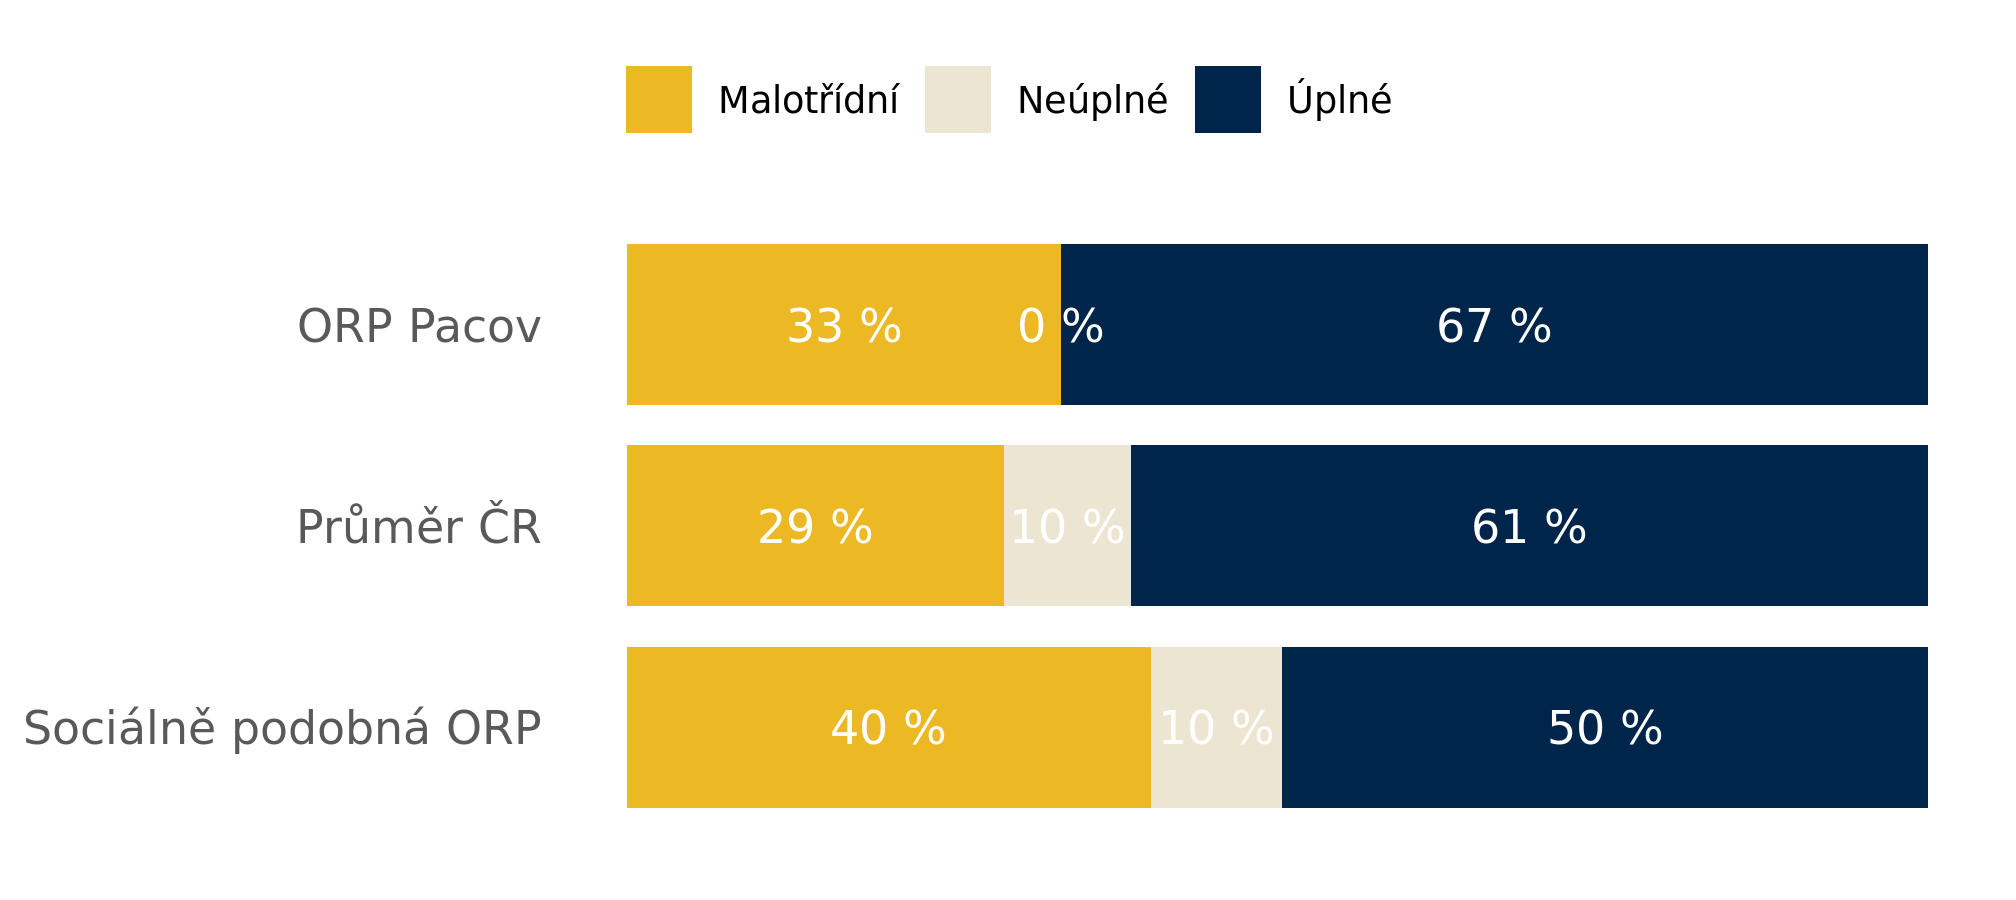 Malotřídní Neúplné Úplné
ORP Pacov 33 % 0 % 67 %
Průměr ČR 29 % 10 % 61 %
Sociálně podobná ORP 40 % 10 % 50 %